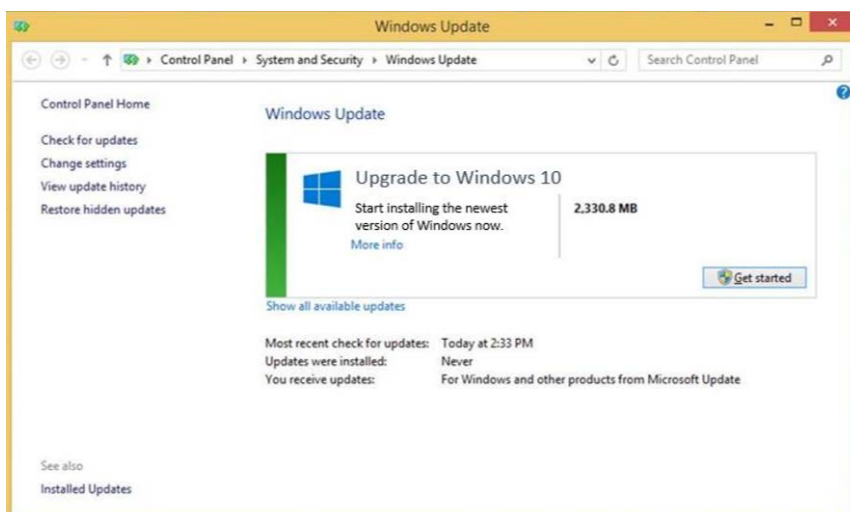 Windows Update
Control Panel › System and Security › Windows Update
Search Control Panel
Control Panel Home
Check for updates
Change settings
View update history
Restore hidden updates
Windows Update
Upgrade to Windows 10
Start installing the newest
version of Windows now.
More info
2,330.8 MB
Get started
Show all available updates
Most recent check for updates: Today at 2:33 PM
Updates were installed: Never
You receive updates: For Windows and other products from Microsoft Update
See also
Installed Updates